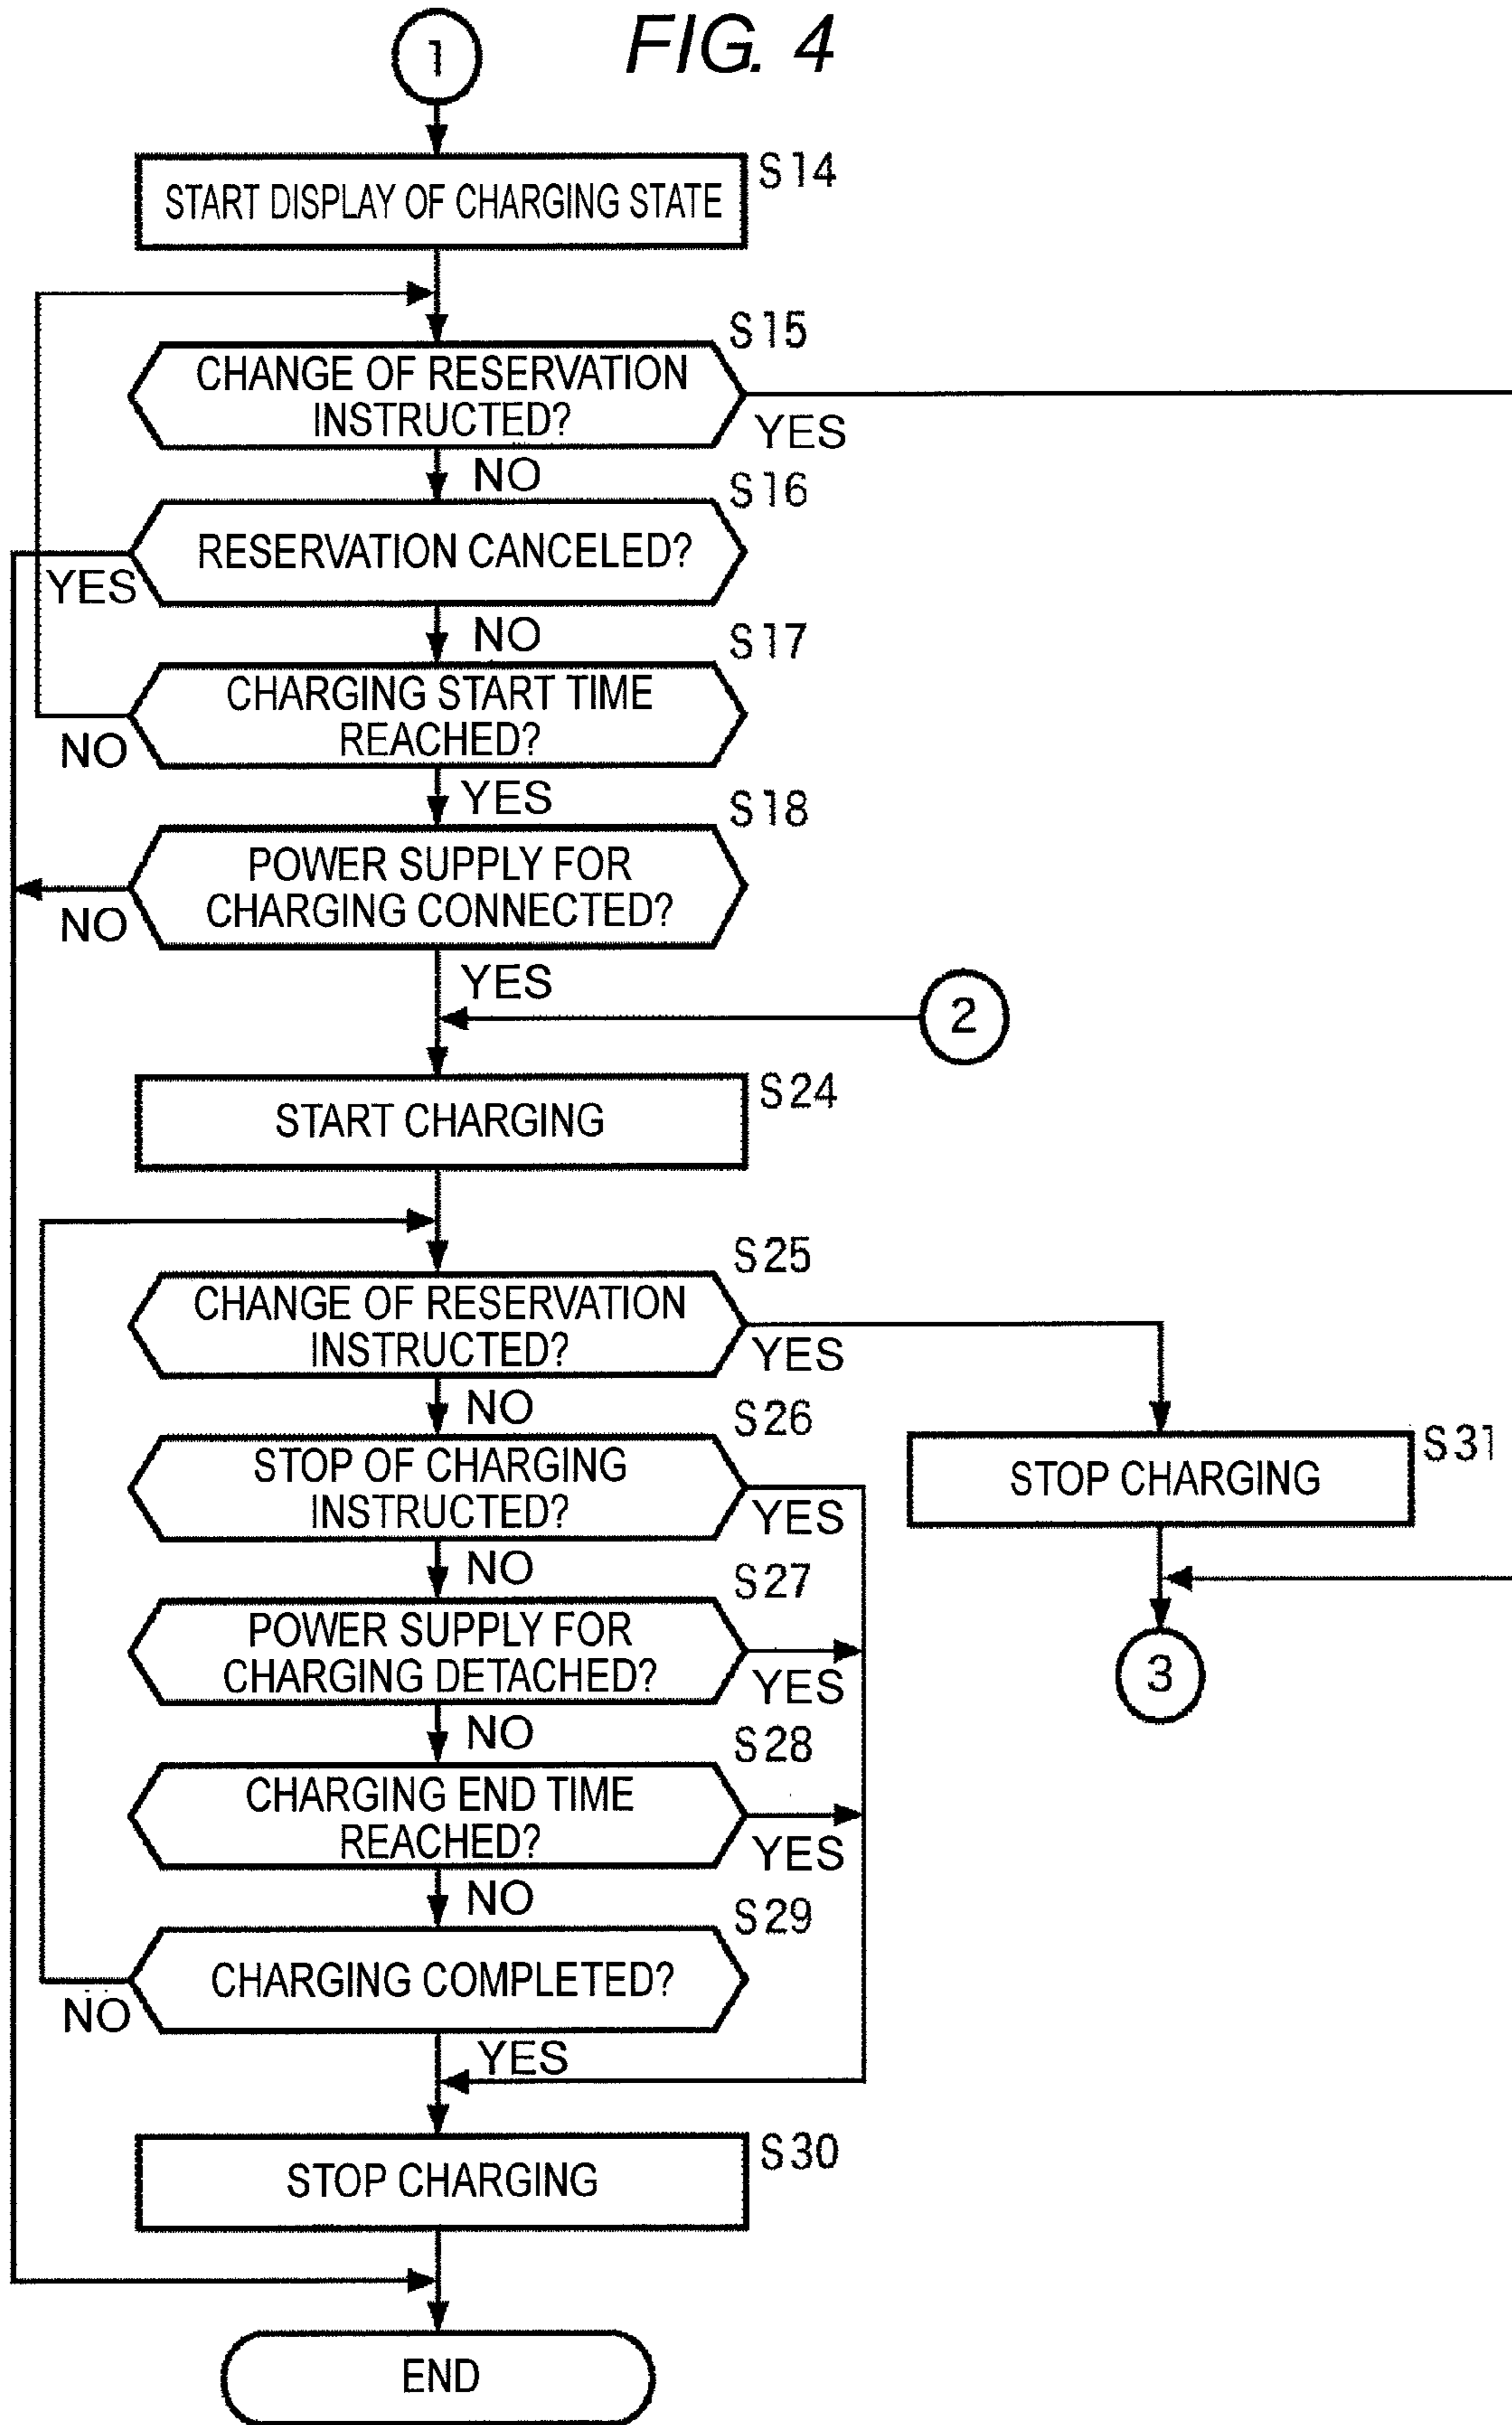 1
FIG. 4
S14
START DISPLAY OF CHARGING STATE
S15
CHANGE OF RESERVATION
INSTRUCTED?
YES
NO
S16
RESERVATION CANCELED?
YES
NO
S17
CHARGING START TIME
REACHED?
NO
YES
S18
POWER SUPPLY FOR
CHARGING CONNECTED?
NO
YES
2
S24
START CHARGING
S25
CHANGE OF RESERVATION
INSTRUCTED?
YES
NO
S26
STOP OF CHARGING
INSTRUCTED?
YES
S31
STOP CHARGING
NO
S27
POWER SUPPLY FOR
CHARGING DETACHED?
YES
3
NO
S28
CHARGING END TIME
REACHED?
YES
NO
S29
CHARGING COMPLETED?
NO
YES
S30
STOP CHARGING
END